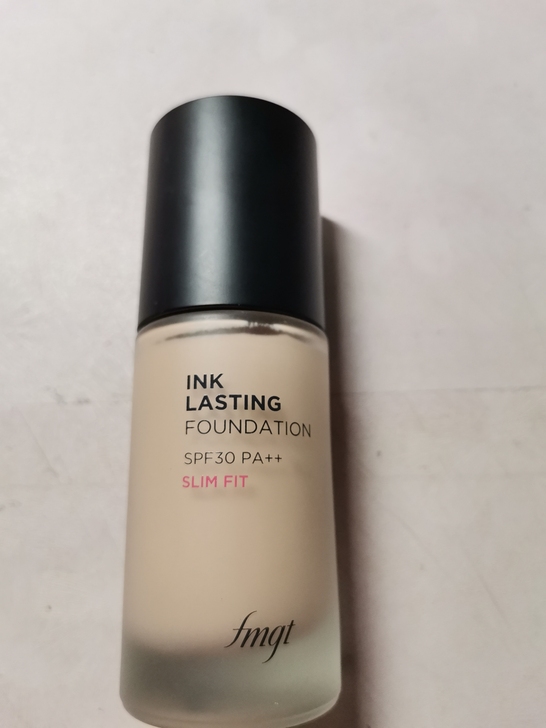 INK
LASTING
FOUNDATION
SPF30 PA++
SLIM FIT
fmgt